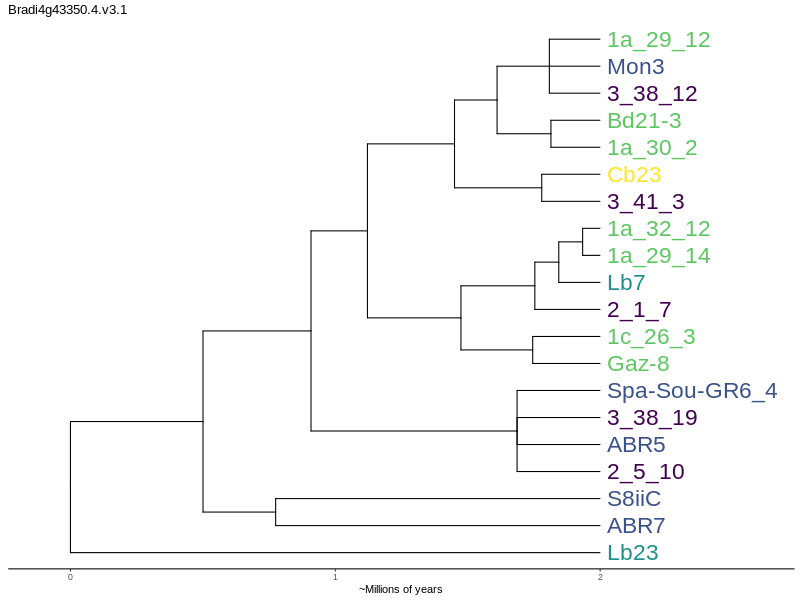 Bradi4g43350.4.v3.1
1a_29_12
Mon3
3_38_12
Bd21-3
1a_30_2
Cb23
3_41_3
1a_32_12
1a_29_14
Lb7
2_1_7
1c_26_3
Gaz-8
Spa-Sou-GR6_4
3_38_19
ABR5
2_5_10
S8iiC
ABR7
Lb23
0 1 2
~Millions of years